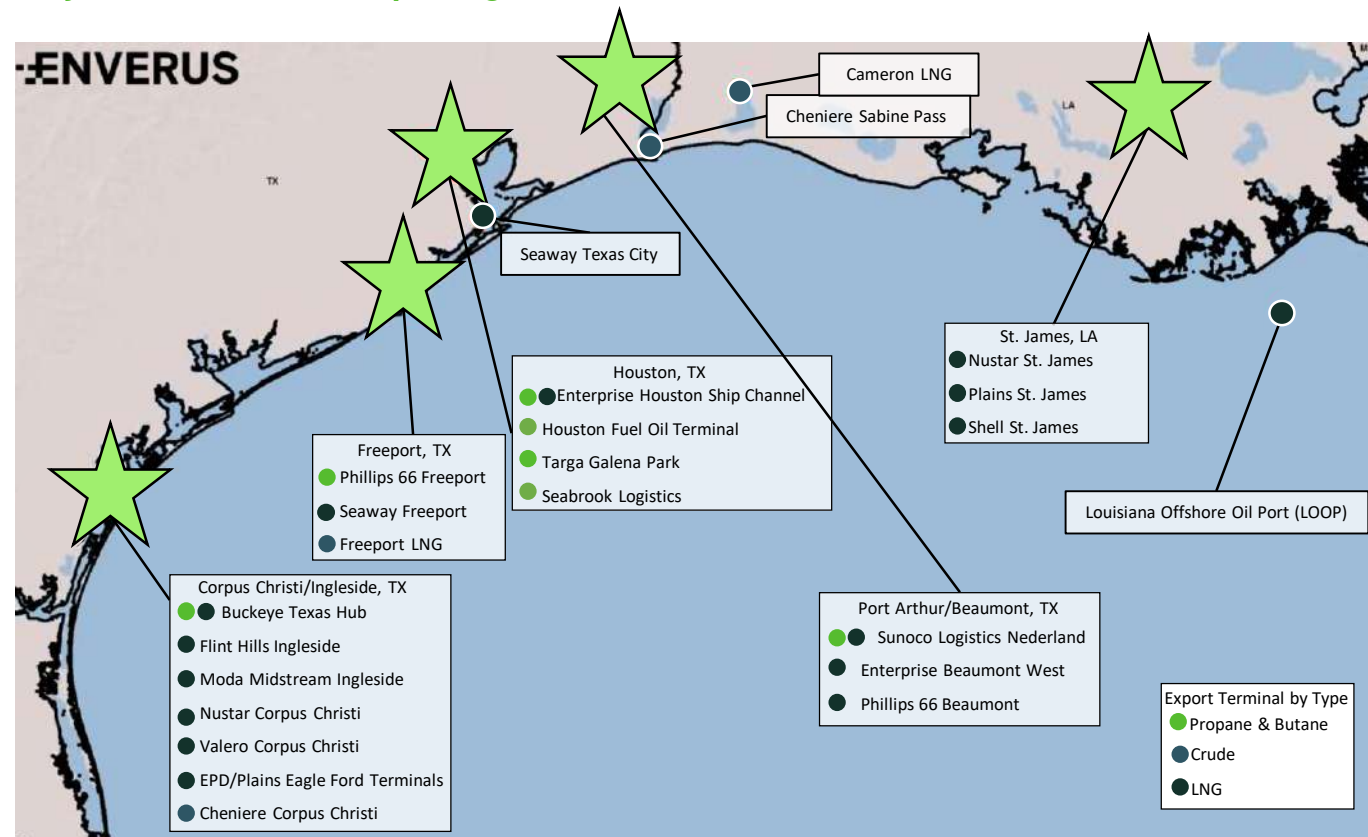 ENVERUS
Cameron LNG
Cheniere Sabine Pass
LA
TX
Seaway Texas City
St. James, LA
Nustar St. James
Plains St. James
Shell St. James
Houston, TX
Enterprise Houston Ship Channel
Houston Fuel Oil Terminal
Targa Galena Park
Seabrook Logistics
Freeport, TX
Phillips 66 Freeport
Seaway Freeport
Freeport LNG
Louisiana Offshore Oil Port (LOOP)
Corpus Christi/Ingleside, TX
Buckeye Texas Hub
Flint Hills Ingleside
Moda Midstream Ingleside
Nustar Corpus Christi
Valero Corpus Christi
EPD/Plains Eagle Ford Terminals
Cheniere Corpus Christi
Port Arthur/Beaumont, TX
Sunoco Logistics Nederland
Enterprise Beaumont West
Phillips 66 Beaumont
Export Terminal by Type
Propane & Butane
Crude
LNG